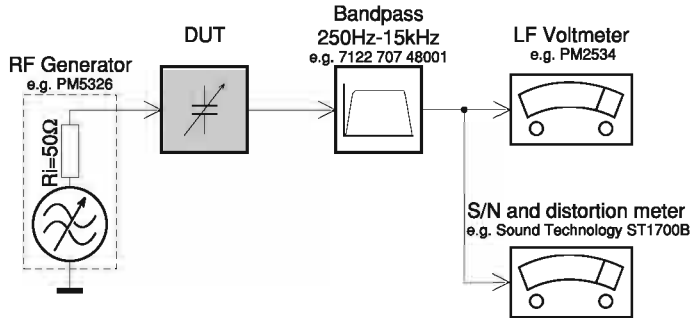 Bandpass
250Hz-15kHz
e.g. 7122 707 48001
DUT
LF Voltmeter
e.g. PM2534
RF Generator
e.g. PM5326
Ri=50Ω
S/N and distortion meter
e.g. Sound Technology ST1700B